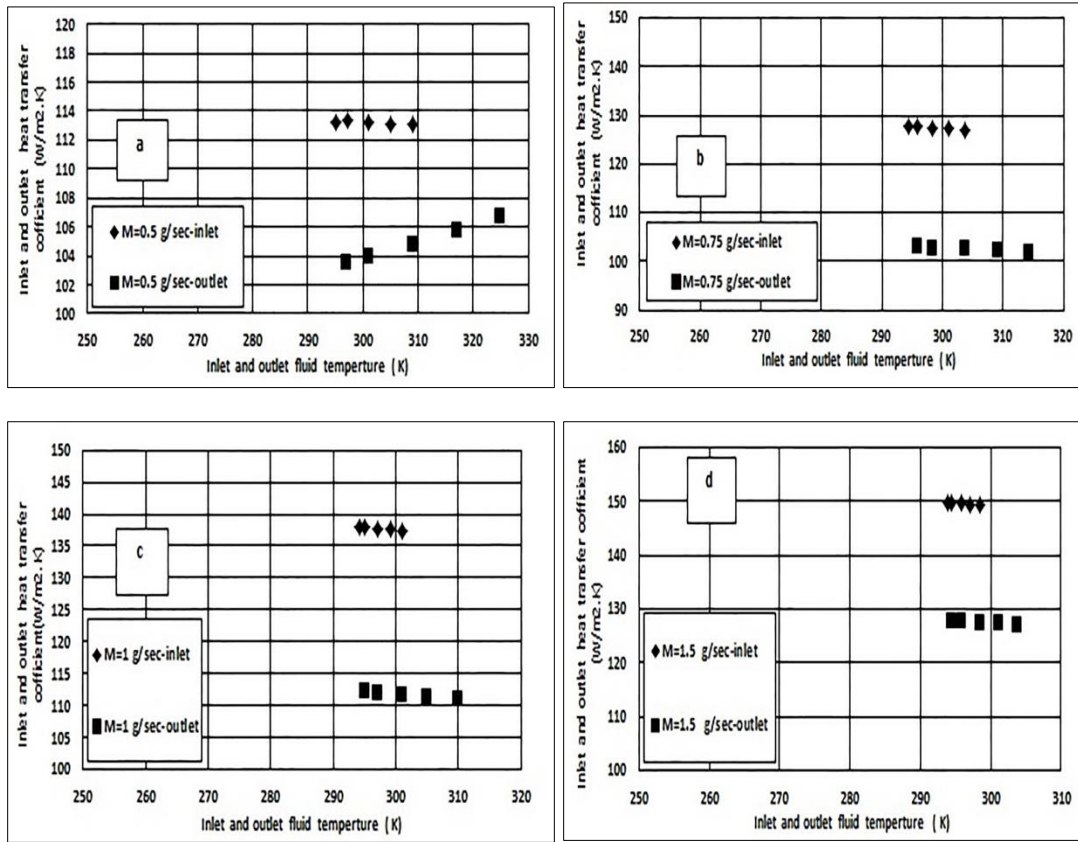 Inlet and outlet heat transfer
cofficient (W/m2.K)
120
118
116
114
112
110
108
106
104
102
100
a
M=0.5 g/sec-inlet
M=0.5 g/sec-outlet
250 260 270 280 290 300 310 320 330
Inlet and outlet fluid temperture (K)
Inlet and outlet heat transfer
cofficient (W/m2.K)
150
140
130
120
110
100
90
b
M=0.75 g/sec-inlet
M=0.75 g/sec-outlet
250 260 270 280 290 300 310 320
Inlet and outlet fluid temperture (K)
Inlet and outlet heat transfer
coefficient(W/m2.K)
150
145
140
135
130
125
120
115
110
105
100
c
M=1 g/sec-inlet
M=1 g/sec-outlet
250 260 270 280 290 300 310 320
Inlet and outlet fluid temperture (K)
Inlet and outlet heat transfer cofficient
(W/m2.K)
160
150
140
130
120
110
100
d
M=1.5 g/sec-inlet
M=1.5 g/sec-outlet
250 260 270 280 290 300 310
Inlet and outlet fluid temperture (K)